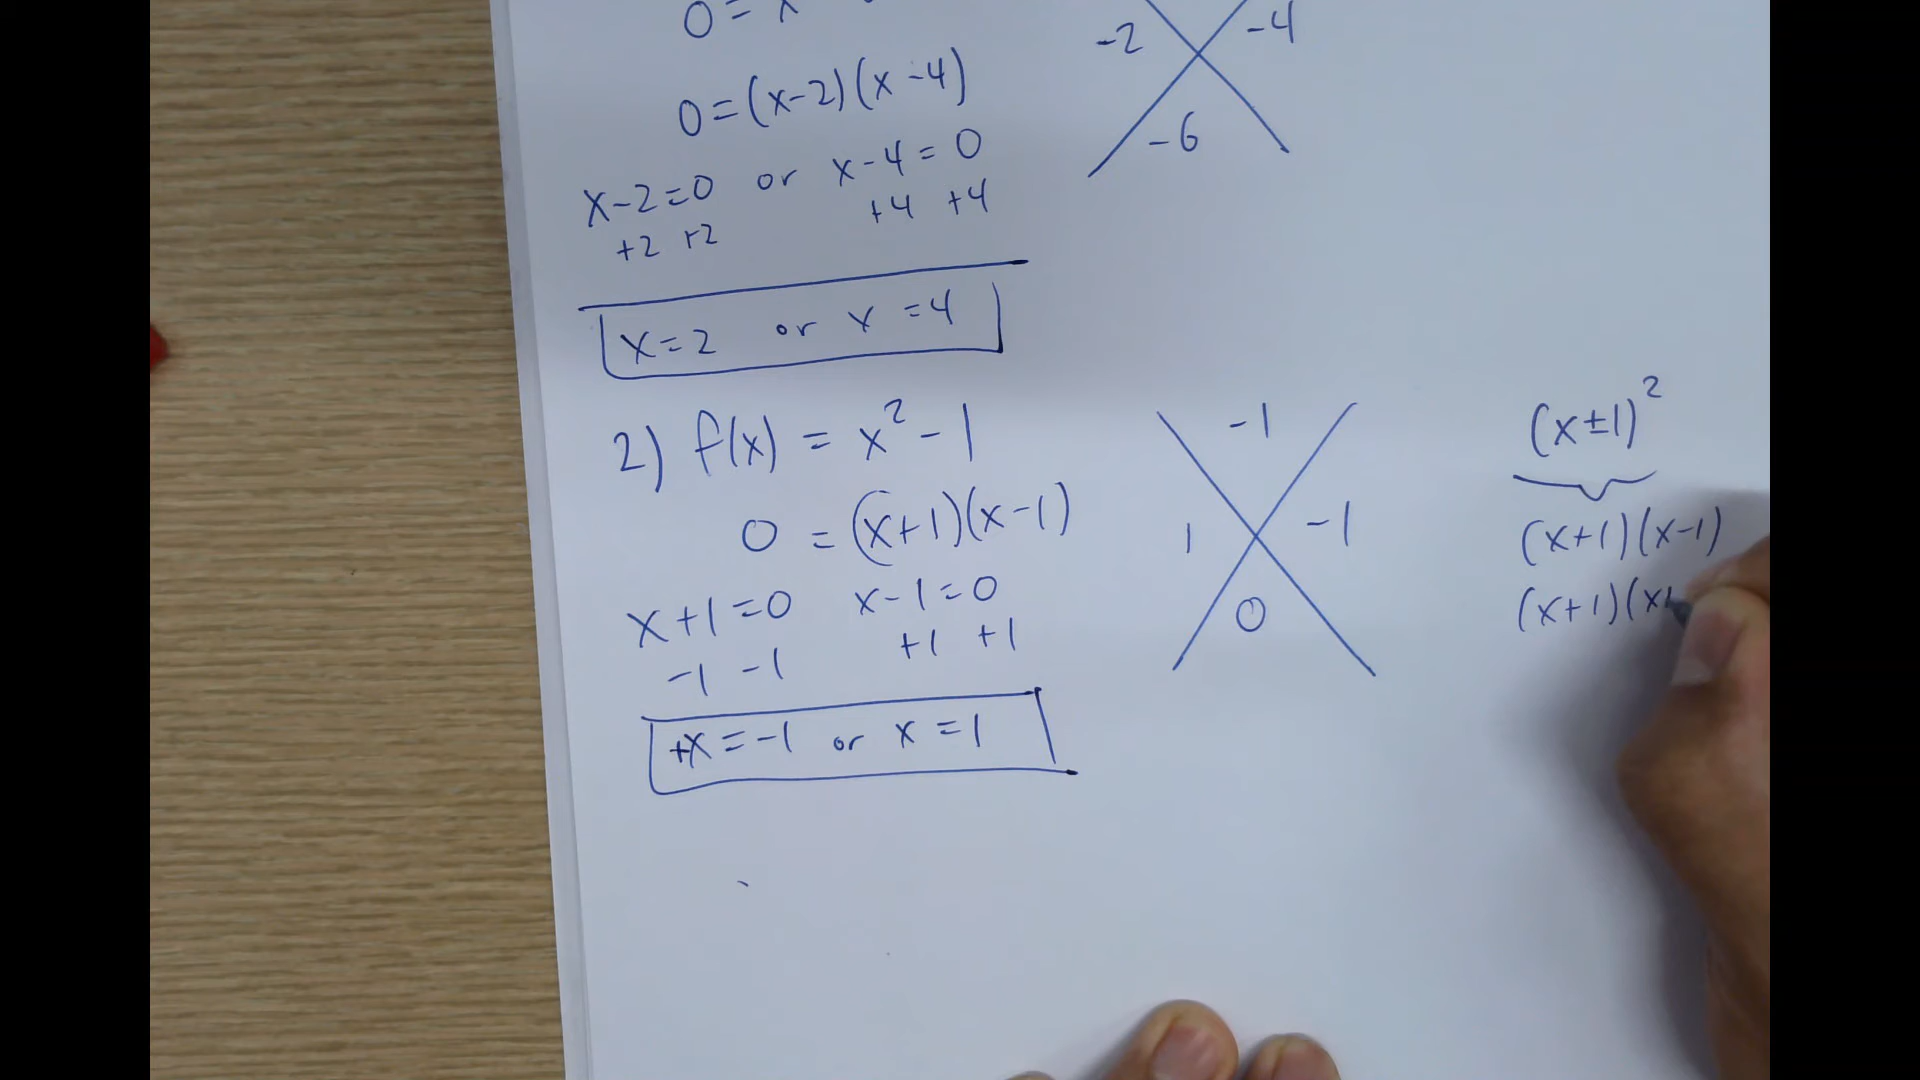 0 = x
0 = (x-2)(x-4)
x-2=0 or x-4=0
+2 +2 +4 +4
x=2 or x=4
-2 -4
-6
2) f(x) = x² - 1
0 = (x+1)(x-1)
x+1=0 x-1=0
-1 -1 +1 +1
+x=-1 or x=1
-1
1 -1
0
(x±1)²
(x+1)(x-1)
(x+1)(x